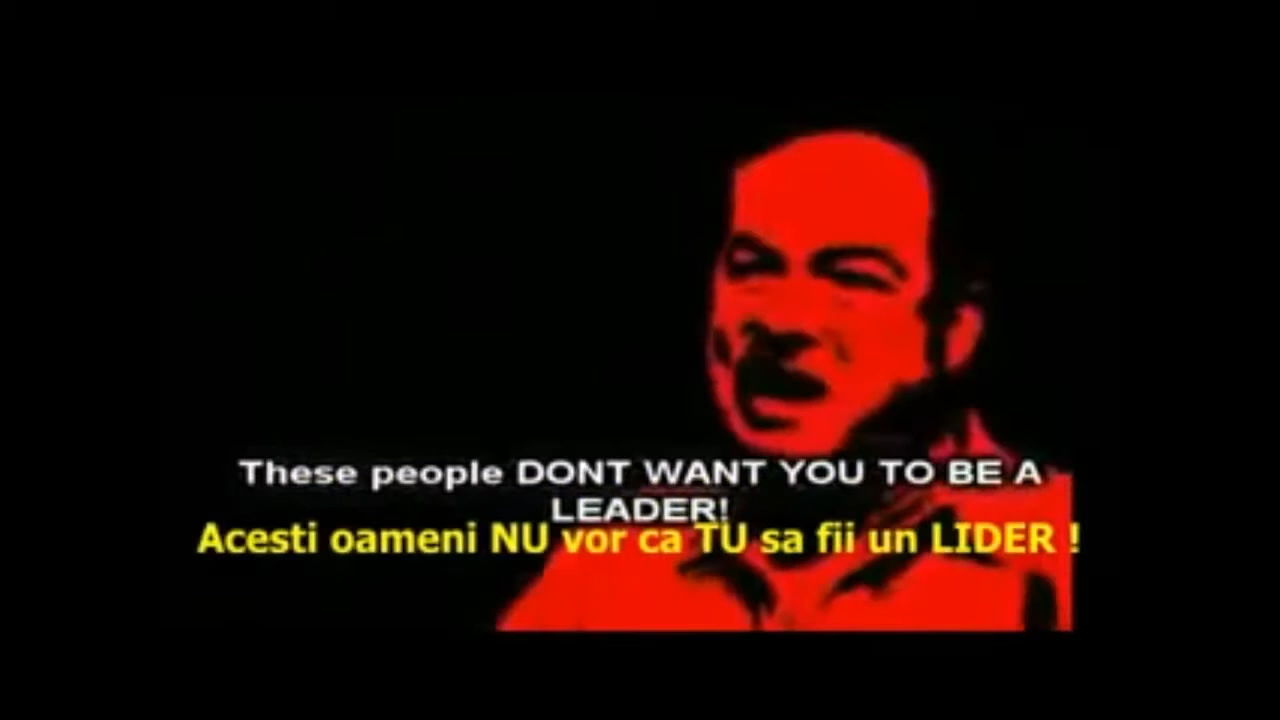 These people DONT WANT YOU TO BE A
LEADER!
Acesti oameni NU vor ca TU sa fii un LIDER !